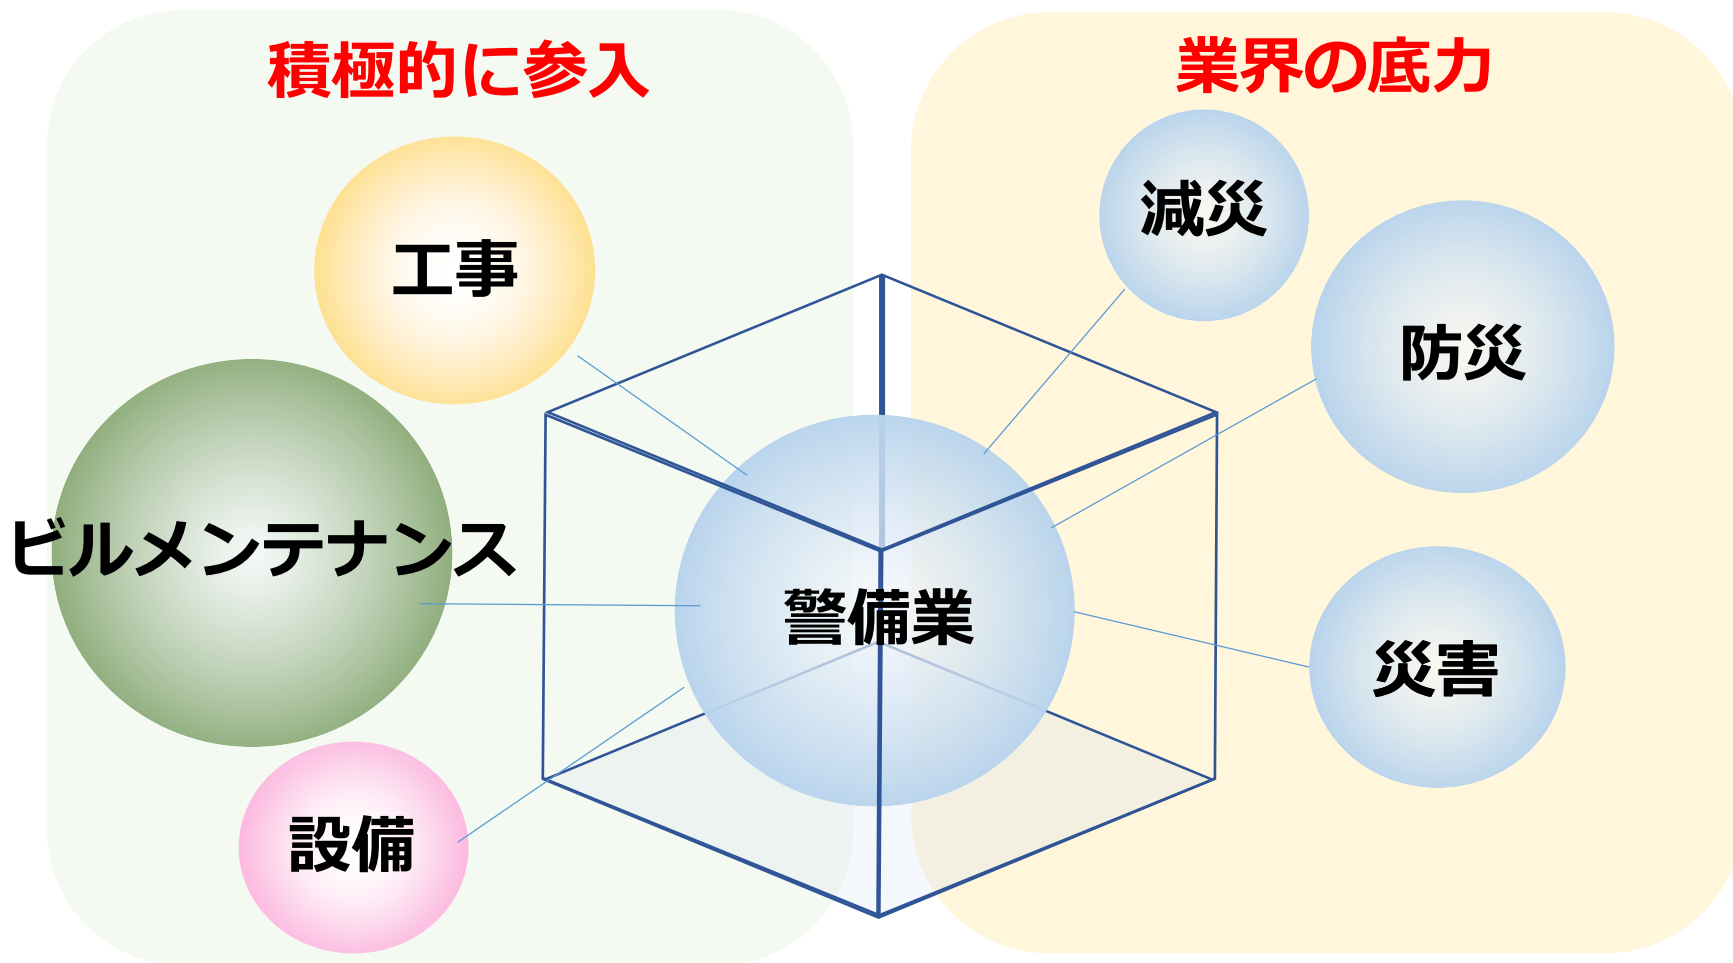 積極的に参入
工事
ビルメンテナンス
設備
警備業
業界の底力
減災
防災
災害